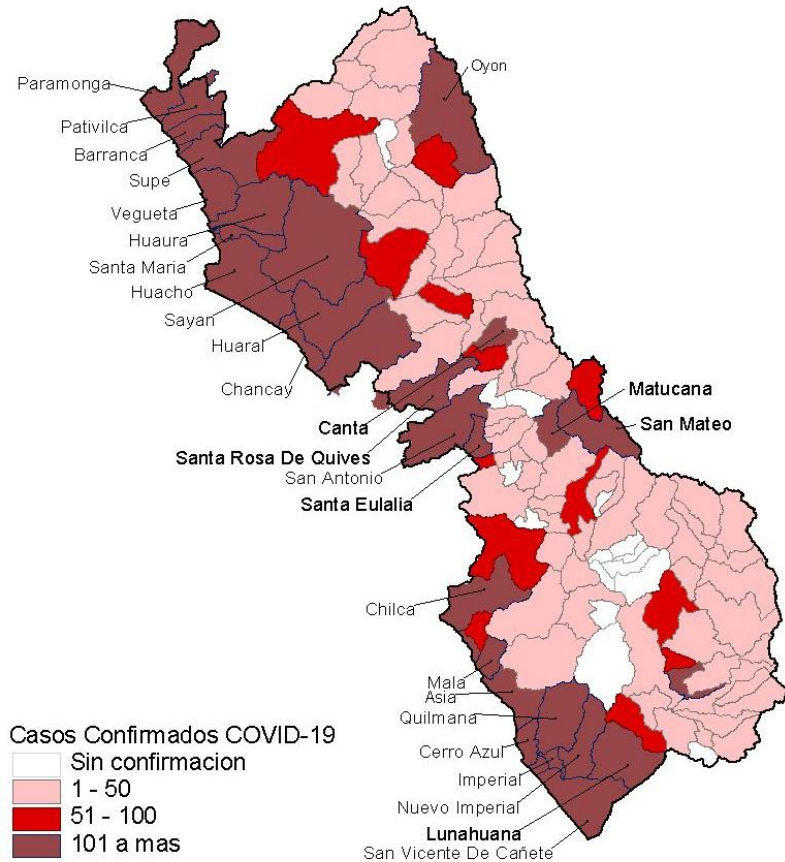 Oyon
Paramonga
Pativilca
Barranca
Supe
Vegueta
Huaura
Santa Maria
Huacho
Sayan
Huaral
Chancay
Matucana
San Mateo
Canta
Santa Rosa De Quives
San Antonio
Santa Eulalia
Chilca
Mala
Asia
Quilmana
Cerro Azul
Imperial
Nuevo Imperial
Lunahuana
San Vicente De Cañete
Casos Confirmados COVID-19
Sin confirmacion
1 - 50
51 - 100
101 a mas